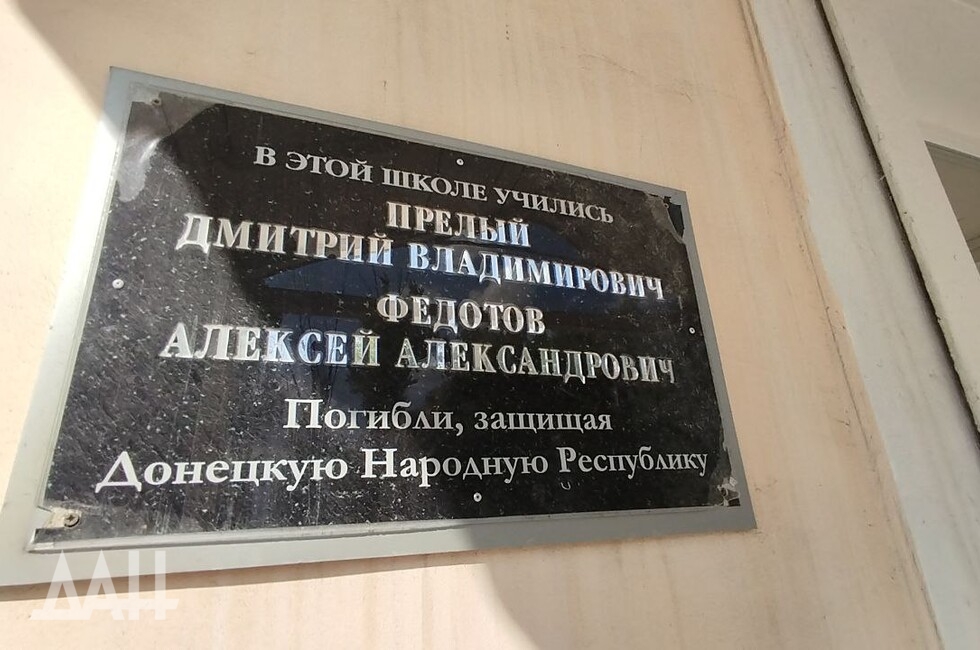 В ЭТОЙ ШКОЛЕ УЧИЛИСЬ
ПРЕЛЫЙ
ДМИТРИЙ ВЛАДИМИРОВИЧ
ФЕДОТОВ
АЛЕКСЕЙ АЛЕКСАНДРОВИЧ
Погибли, защищая
Донецкую Народную Республику
ДАН